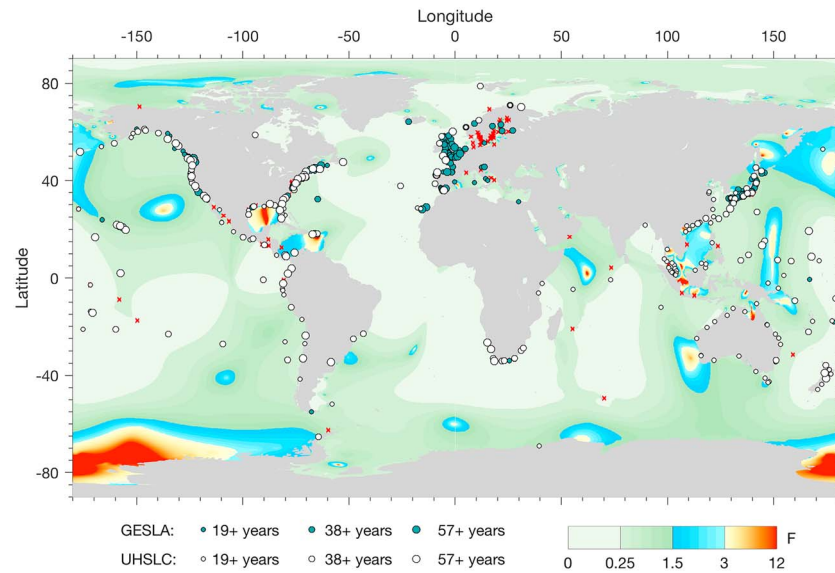 Longitude
-150 -100 -50 0 50 100 150
80
40
Latitude
0
-40
-80
GESLA: 19+ years 38+ years 57+ years
UHSLC: 19+ years 38+ years 57+ years
F
0 0.25 1.5 3 12